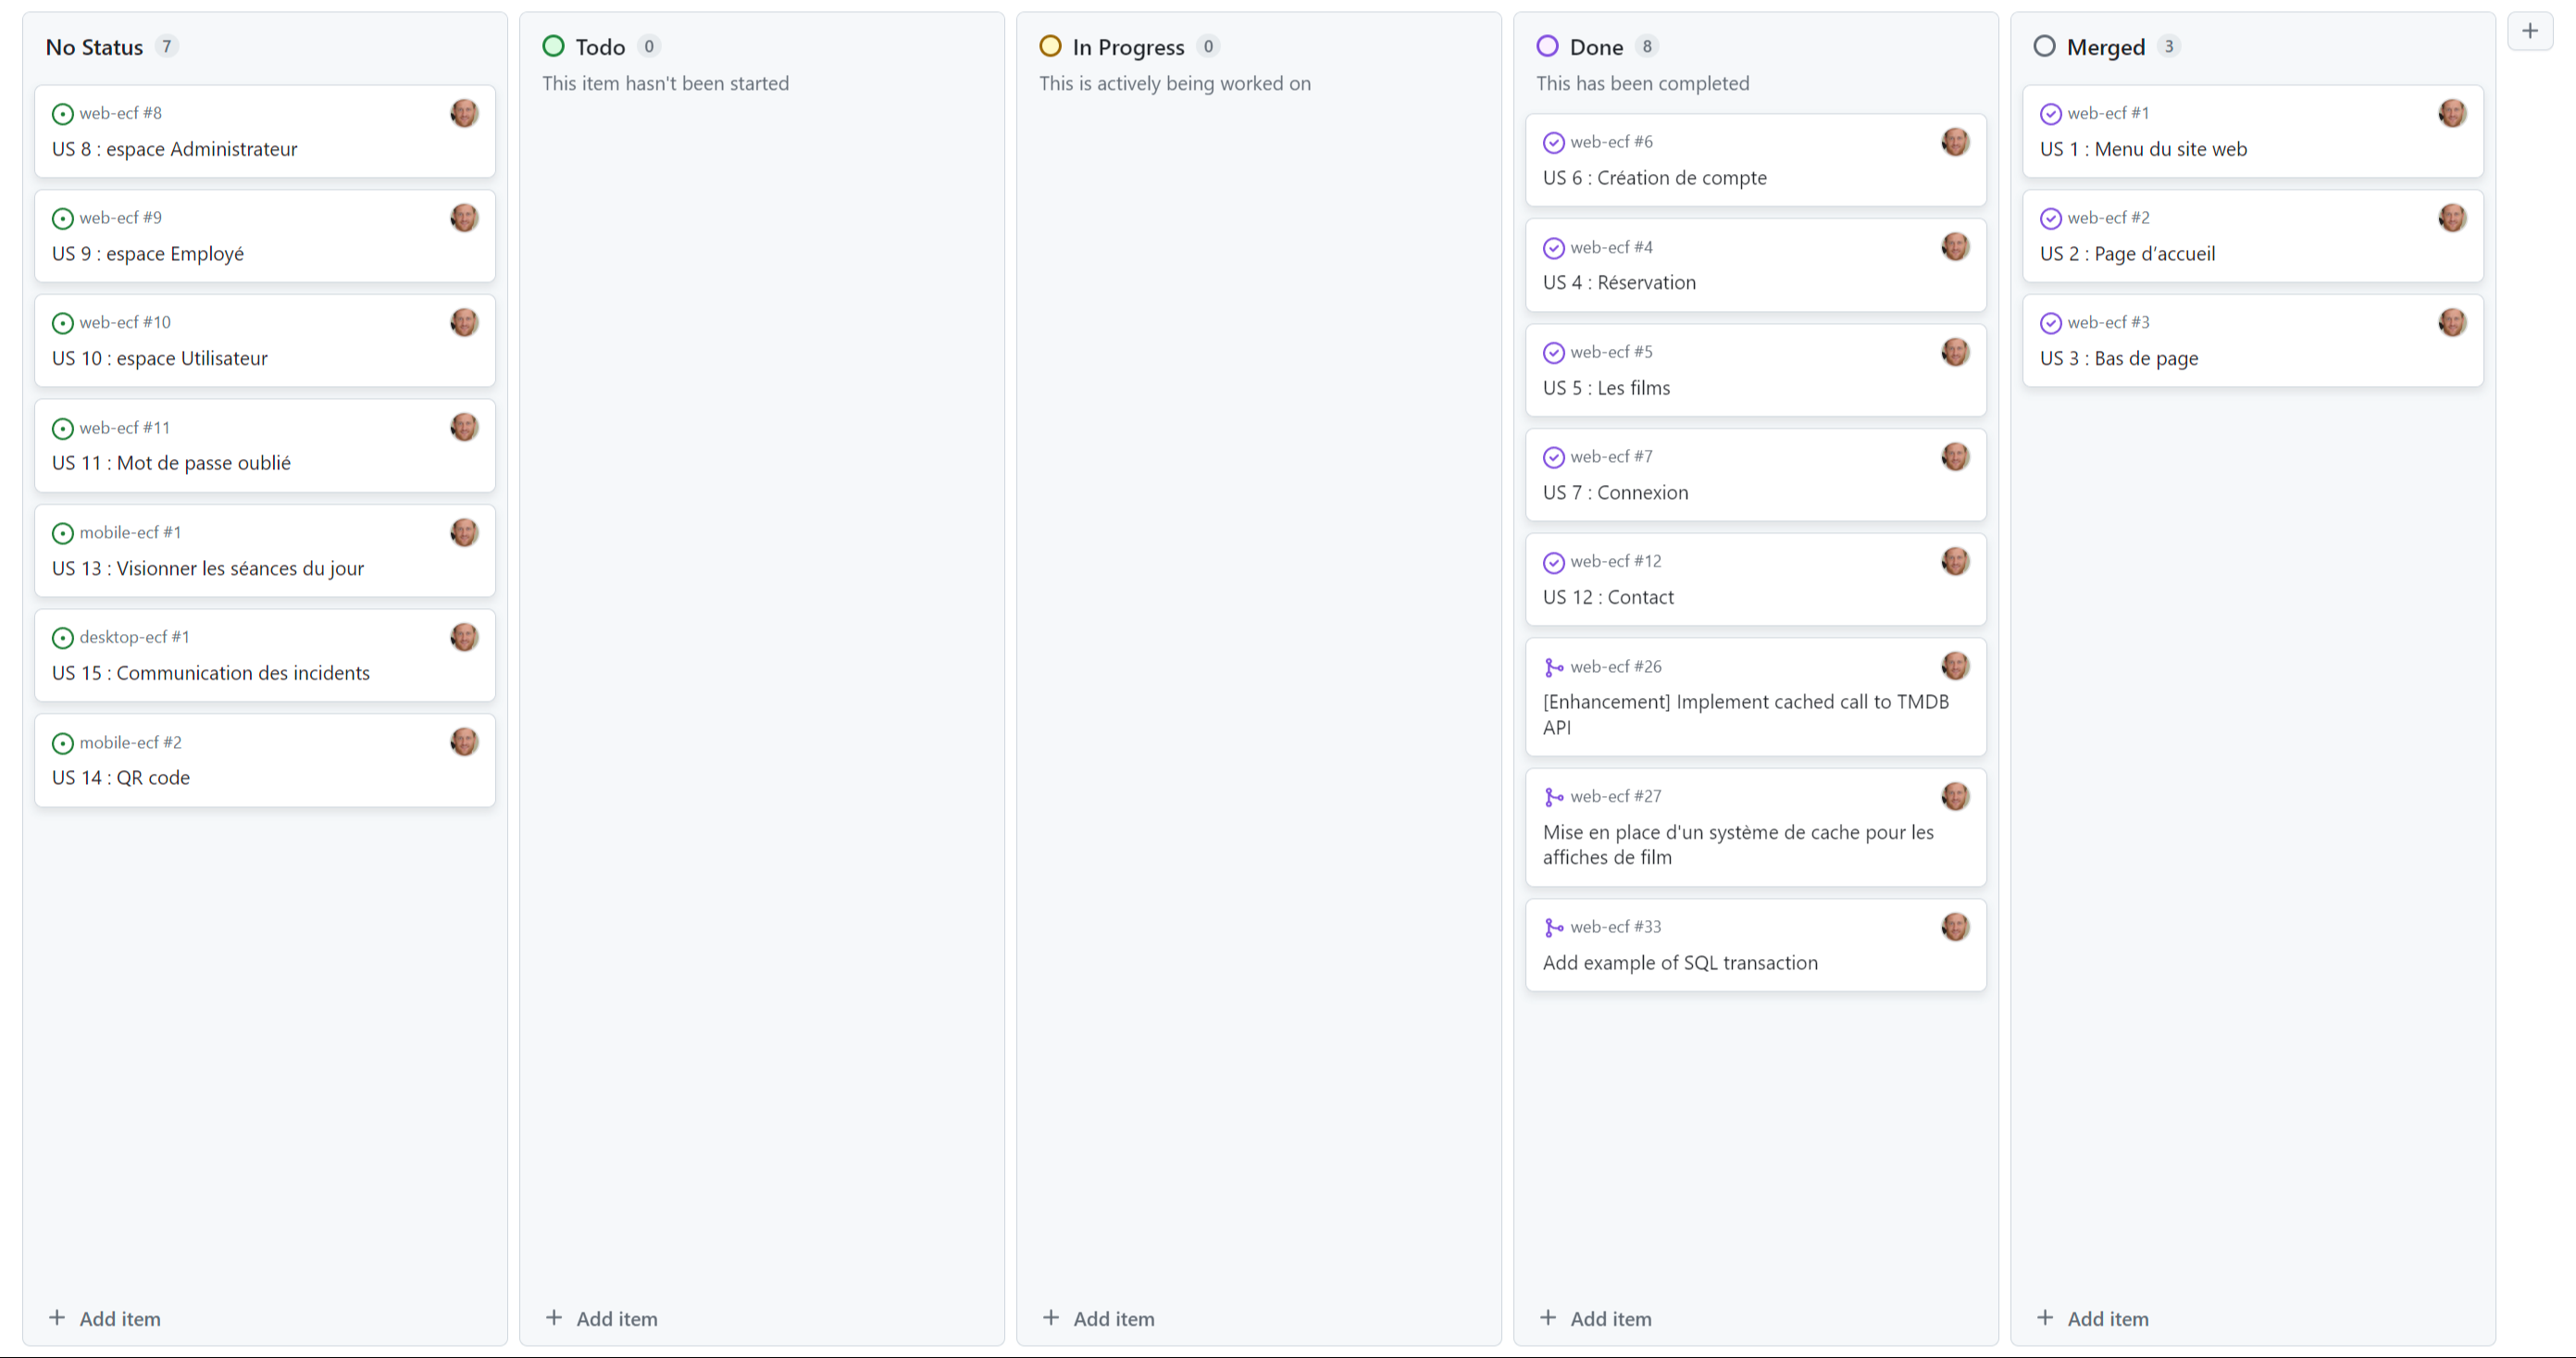 No Status 7
web-ecf #8
US 8 : espace Administrateur
web-ecf #9
US 9 : espace Employé
web-ecf #10
US 10 : espace Utilisateur
web-ecf #11
US 11 : Mot de passe oublié
mobile-ecf #1
US 13 : Visionner les séances du jour
desktop-ecf #1
US 15 : Communication des incidents
mobile-ecf #2
US 14 : QR code
+ Add item
Todo 0
This item hasn't been started
+ Add item
In Progress 0
This is actively being worked on
+ Add item
Done 8
This has been completed
web-ecf #6
US 6 : Création de compte
web-ecf #4
US 4 : Réservation
web-ecf #5
US 5 : Les films
web-ecf #7
US 7 : Connexion
web-ecf #12
US 12 : Contact
web-ecf #26
[Enhancement] Implement cached call to TMDB
API
web-ecf #27
Mise en place d'un système de cache pour les
affiches de film
web-ecf #33
Add example of SQL transaction
+ Add item
Merged 3
web-ecf #1
US 1 : Menu du site web
web-ecf #2
US 2 : Page d’accueil
web-ecf #3
US 3 : Bas de page
+ Add item
+